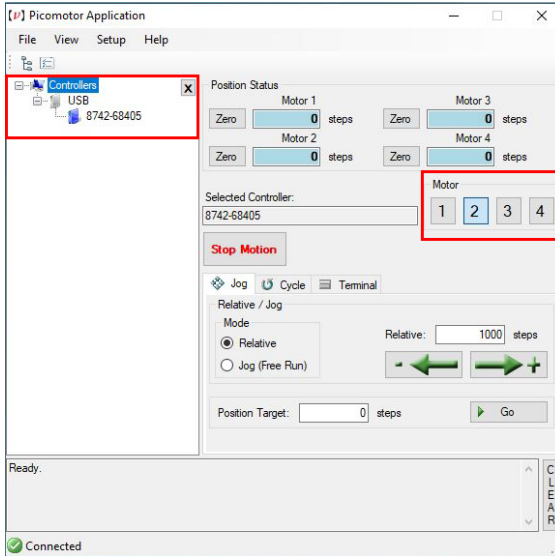 [ν] Picomotor Application
File View Setup Help
Controllers
USB
8742-68405
x
Position Status
Motor 1 Motor 3
Zero 0 steps Zero 0 steps
Motor 2 Motor 4
Zero 0 steps Zero 0 steps
Motor
1 2 3 4
Selected Controller:
8742-68405
Stop Motion
Jog Cycle Terminal
Relative / Jog
Mode
Relative
Jog (Free Run)
Relative: 1000 steps
- +
Position Target: 0 steps Go
Ready.
CLEAR
Connected